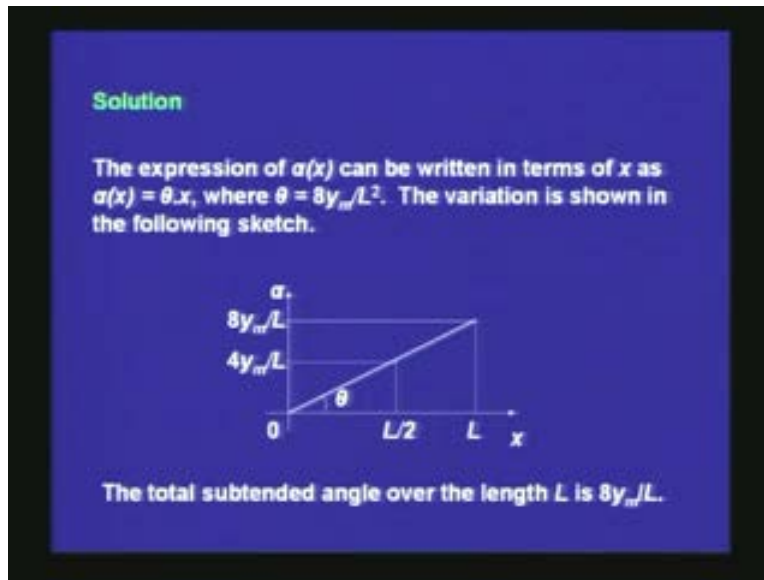 Solution
The expression of α(x) can be written in terms of x as
α(x) = θ.x, where θ = 8yₘ/L². The variation is shown in
the following sketch.
α
8yₘ/L
4yₘ/L
θ
0 L/2 L x
The total subtended angle over the length L is 8yₘ/L.